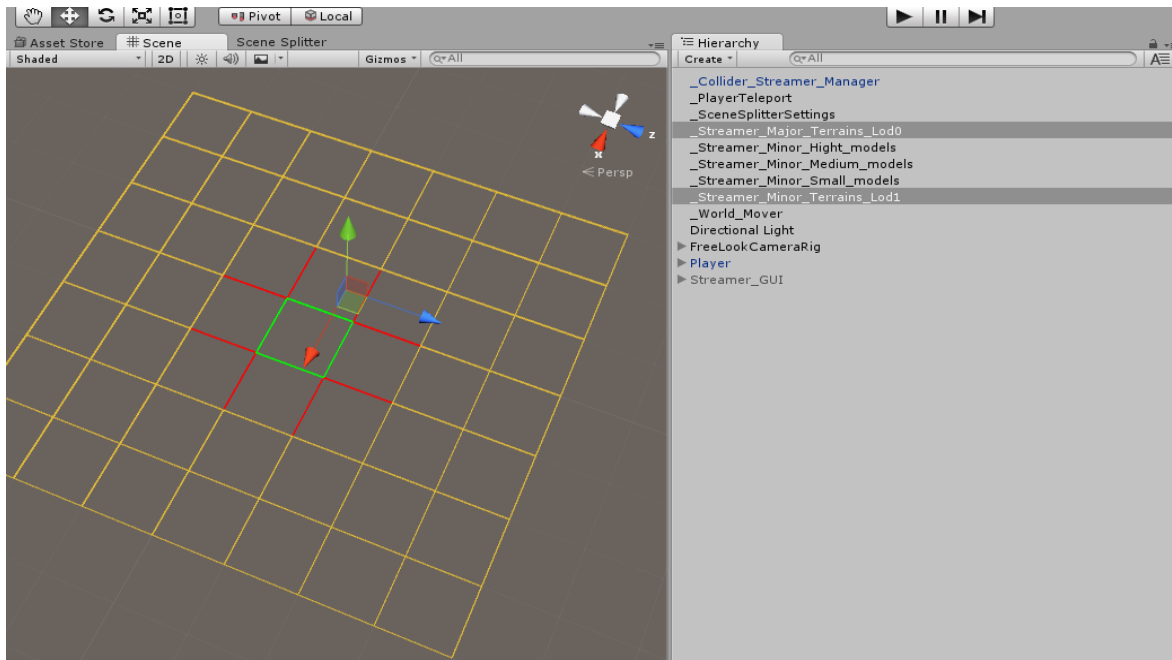 Pivot Local
Asset Store Scene Scene Splitter
Shaded 2D Gizmos All
x
z
Persp
Hierarchy
Create All
_Collider_Streamer_Manager
_PlayerTeleport
_SceneSplitterSettings
_Streamer_Major_Terrains_Lod0
_Streamer_Minor_Hight_models
_Streamer_Minor_Medium_models
_Streamer_Minor_Small_models
_Streamer_Minor_Terrains_Lod1
_World_Mover
Directional Light
FreeLookCameraRig
Player
Streamer_GUI